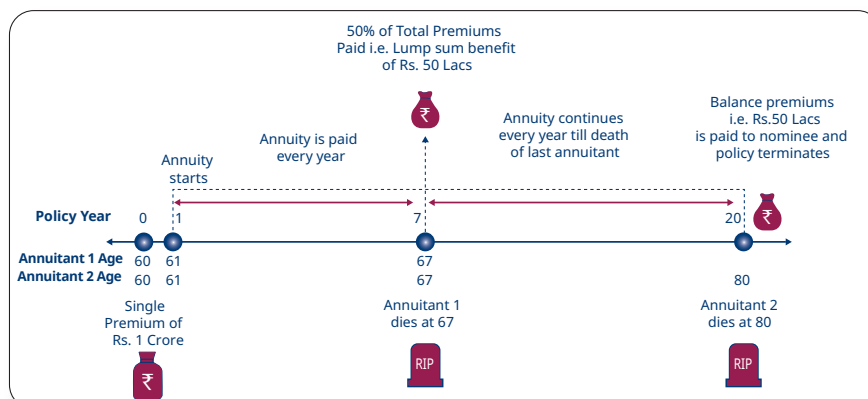 50% of Total Premiums
Paid i.e. Lump sum benefit
of Rs. 50 Lacs
₹
Annuity
starts
Annuity is paid
every year
Annuity continues
every year till death
of last annuitant
Balance premiums
i.e. Rs.50 Lacs
is paid to nominee and
policy terminates
₹
Policy Year 0 1 7 20
Annuitant 1 Age 60 61 67
Annuitant 2 Age 60 61 67 80
Single
Premium of
Rs. 1 Crore
₹
Annuitant 1
dies at 67
RIP
Annuitant 2
dies at 80
RIP